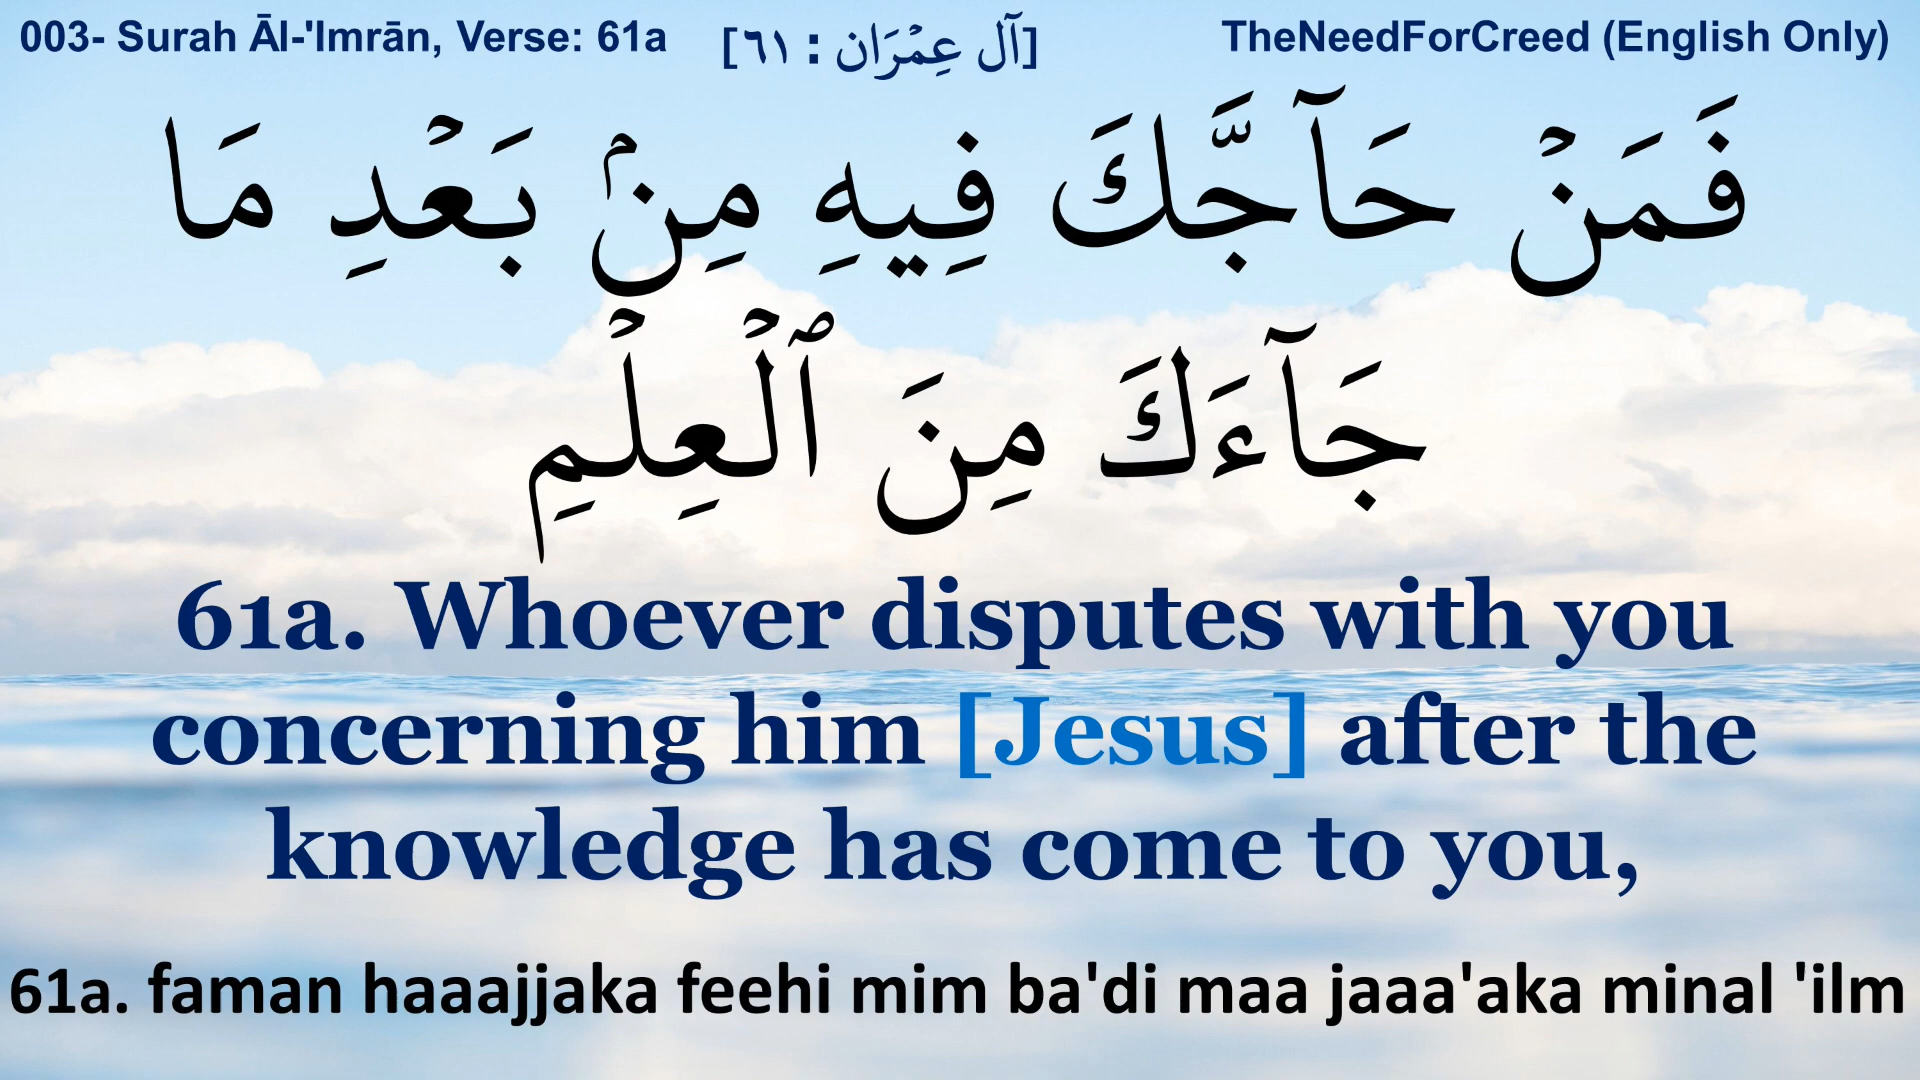 003- Surah Āl-'Imrān, Verse: 61a
[آل عِمْرَان : ٦١]
TheNeedForCreed (English Only)
فَمَنْ حَآجَّكَ فِيهِ مِنۢ بَعْدِ مَا
جَآءَكَ مِنَ ٱلْعِلْمِ
61a. Whoever disputes with you
concerning him [Jesus] after the
knowledge has come to you,
61a. faman haaajjaka feehi mim ba'di maa jaaa'aka minal 'ilm